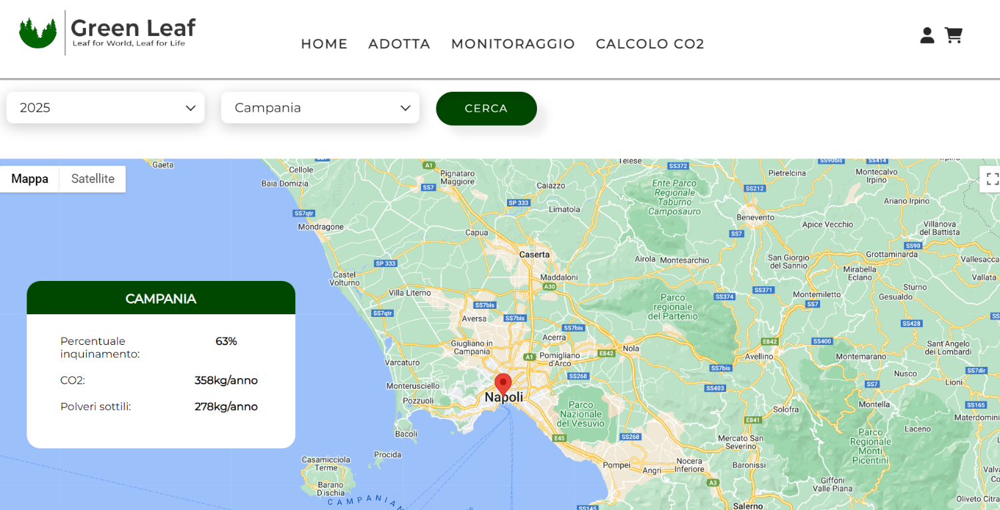 Green Leaf
Leaf for World, Leaf for Life
HOME ADOTTA MONITORAGGIO CALCOLO CO2
2025
Campania
CERCA
Mappa
Satellite
CAMPANIA
Percentuale
inquinamento:
63%
CO2:
358kg/anno
Polveri sottili:
278kg/anno
Gaeta
Cellole
Baia Domizia
A1
Pignataro
Maggiore
SS7
Caiazzo
Telese
SS372
Ente Parco
Regionale
Taburno
Camposauro
Pietrelcina
SS212
SS90bis
SS414
Montecalvo
Irpino
Ariano Irpino
SP 333
Limatola
SS7qtr
Mondragone
Capua
Benevento
SS7
Apice Vecchio
Villanova
del Battista
SS90
Grottaminarda
Vallesacca
Caserta
Airola
Montesarchio
San Giorgio
del Sannio
Mirabella
Eclano
Vallata
SP 333
Castel
Volturno
Maddaloni
A30
Villa Literno
Parco
regionale
del Partenio
SS374
SS371
Montemiletto
SS7
Sturno
Gesualdo
SS7bis
SS7qtr
Aversa
SS7bis
SS7bis
SS428
Acerra
Giugliano in
Campania
A1
Pomigliano
d'Arco
E842
Nola
E842
SS400
Sant'Angelo
dei Lombardi
Varcaturo
Avellino
Montemarano
SS7bis
SS7dir
SS268
Nusco
Lioni
Monterusciello
Napoli
SS403
SS7
Pozzuoli
Parco
Nazionale
del Vesuvio
Solofra
Montella
SS165
Materdomini
E841
Bacoli
E45
SS268
Mercato San
Severino
Laceno
Parco
Regionale
Monti
Picentini
Procida
Casamicciola
Terme
Pompei
Angri
Nocera
Inferiore
Baronissi
A3
Giffoni
Valle Piana
Barano
D'ischia
CAMPANIA
SS145
Salerno
Oliveto Citra